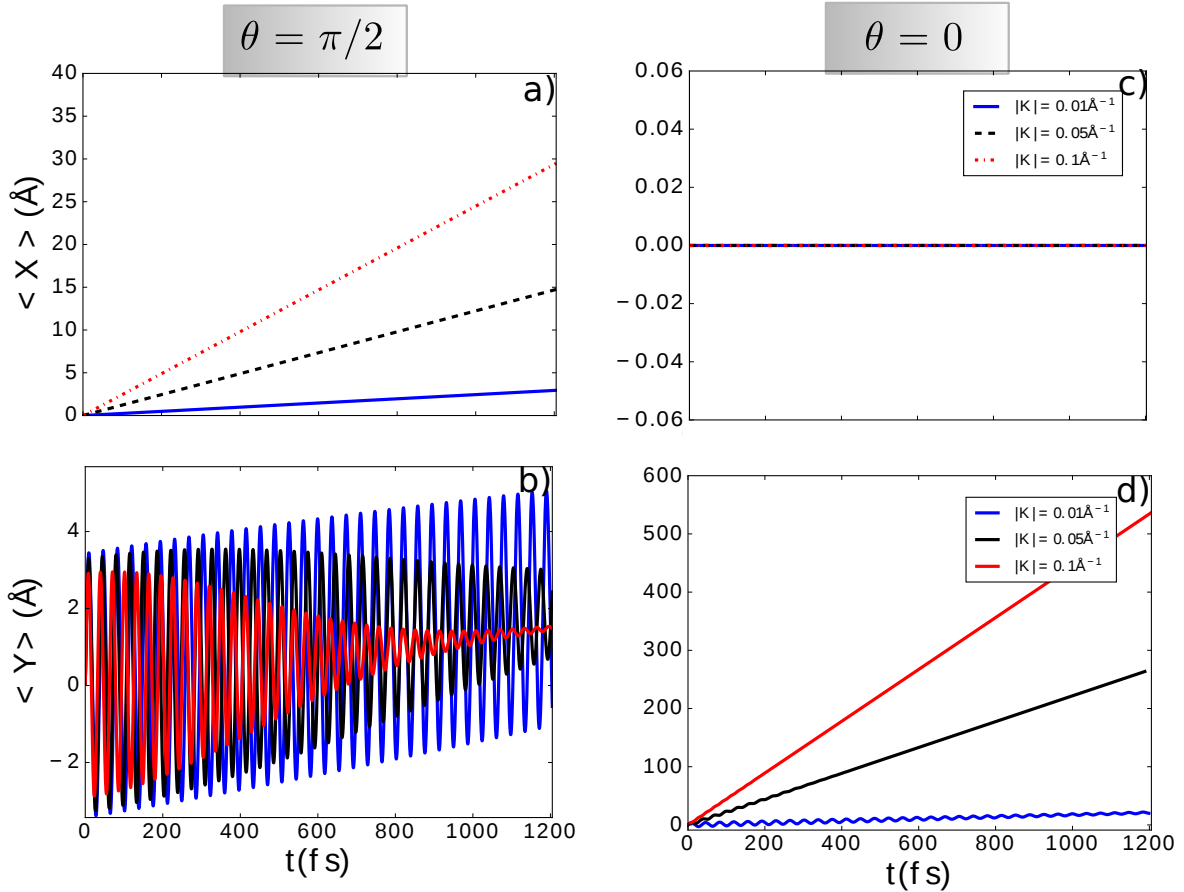 θ = π/2
θ = 0
a)
40
35
30
25
20
15
10
5
0
< X > (Å)
c)
0.06
0.04
0.02
0.00
−0.02
−0.04
−0.06
|K| = 0.01Å⁻¹
|K| = 0.05Å⁻¹
|K| = 0.1Å⁻¹
b)
4
2
0
−2
< Y > (Å)
0 200 400 600 800 1000 1200
t(fs)
d)
600
500
400
300
200
100
0
|K| = 0.01Å⁻¹
|K| = 0.05Å⁻¹
|K| = 0.1Å⁻¹
0 200 400 600 800 1000 1200
t(fs)